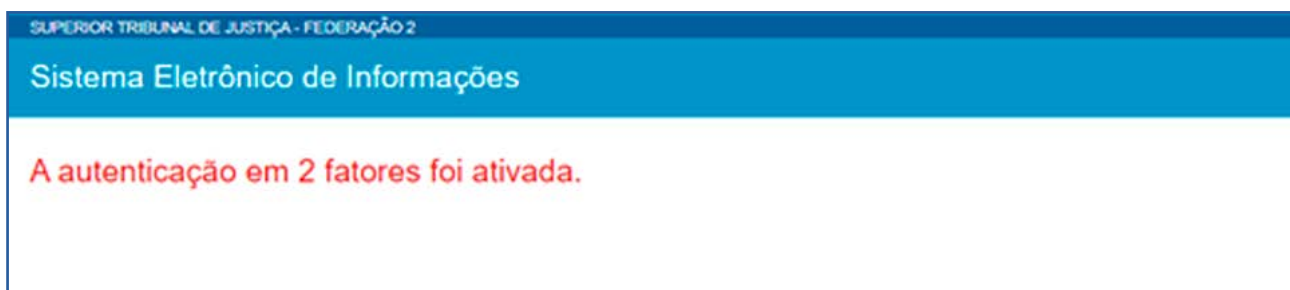 SUPERIOR TRIBUNAL DE JUSTIÇA - FEDERAÇÃO 2
Sistema Eletrônico de Informações
A autenticação em 2 fatores foi ativada.